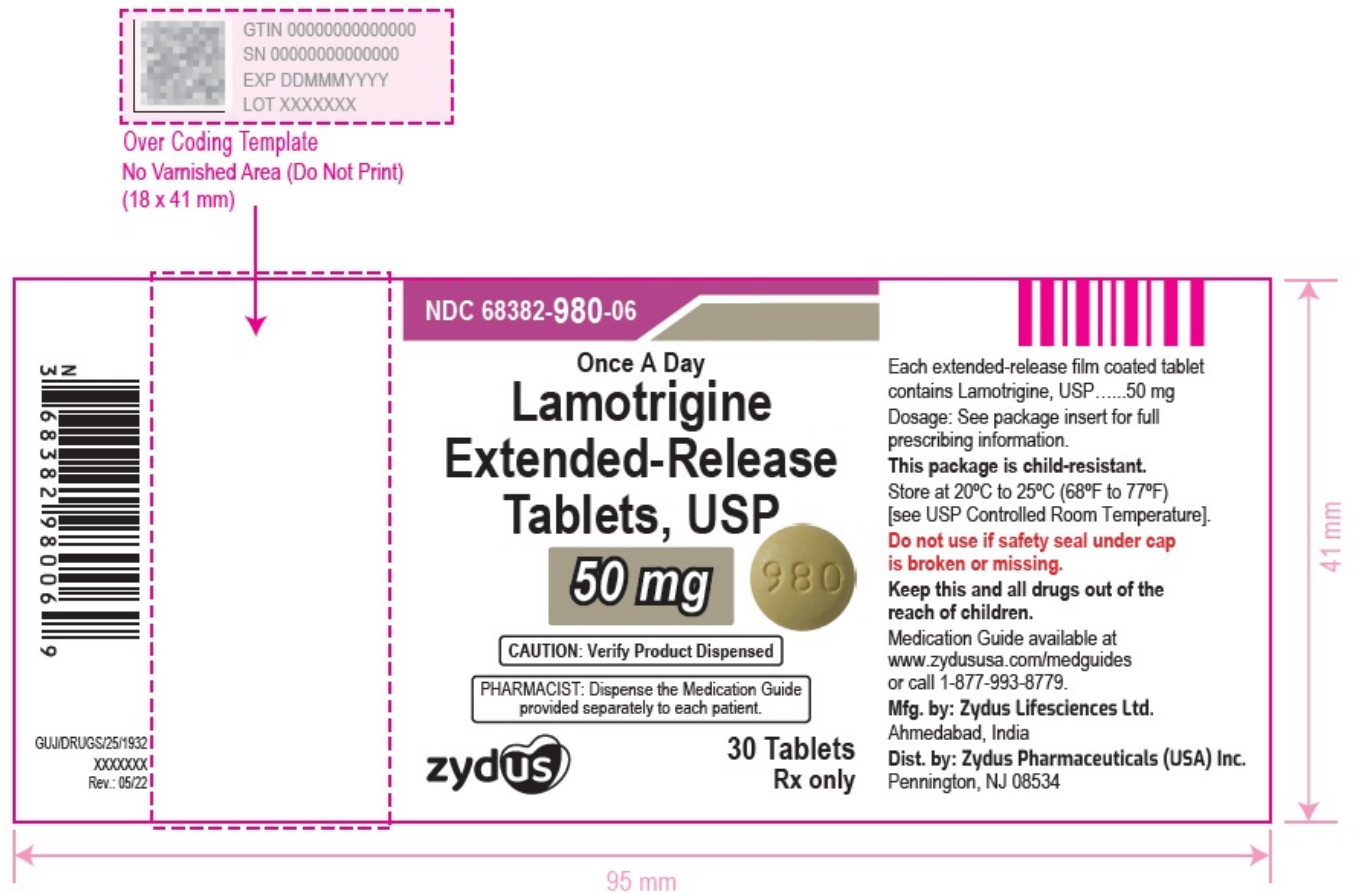 GTIN 00000000000000
SN 00000000000000
EXP DDMMMYYYY
LOT XXXXXXX
Over Coding Template
No Varnished Area (Do Not Print)
(18 x 41 mm)
N
3 68382 98006 9
GUJ/DRUGS/25/1932
XXXXXXX
Rev.: 05/22
NDC 68382-980-06
Once A Day
Lamotrigine
Extended-Release
Tablets, USP
50 mg
980
CAUTION: Verify Product Dispensed
PHARMACIST: Dispense the Medication Guide
provided separately to each patient.
zydus
30 Tablets
Rx only
Each extended-release film coated tablet
contains Lamotrigine, USP......50 mg
Dosage: See package insert for full
prescribing information.
This package is child-resistant.
Store at 20ºC to 25ºC (68ºF to 77ºF)
[see USP Controlled Room Temperature].
Do not use if safety seal under cap
is broken or missing.
Keep this and all drugs out of the
reach of children.
Medication Guide available at
www.zydususa.com/medguides
or call 1-877-993-8779.
Mfg. by: Zydus Lifesciences Ltd.
Ahmedabad, India
Dist. by: Zydus Pharmaceuticals (USA) Inc.
Pennington, NJ 08534
41 mm
95 mm